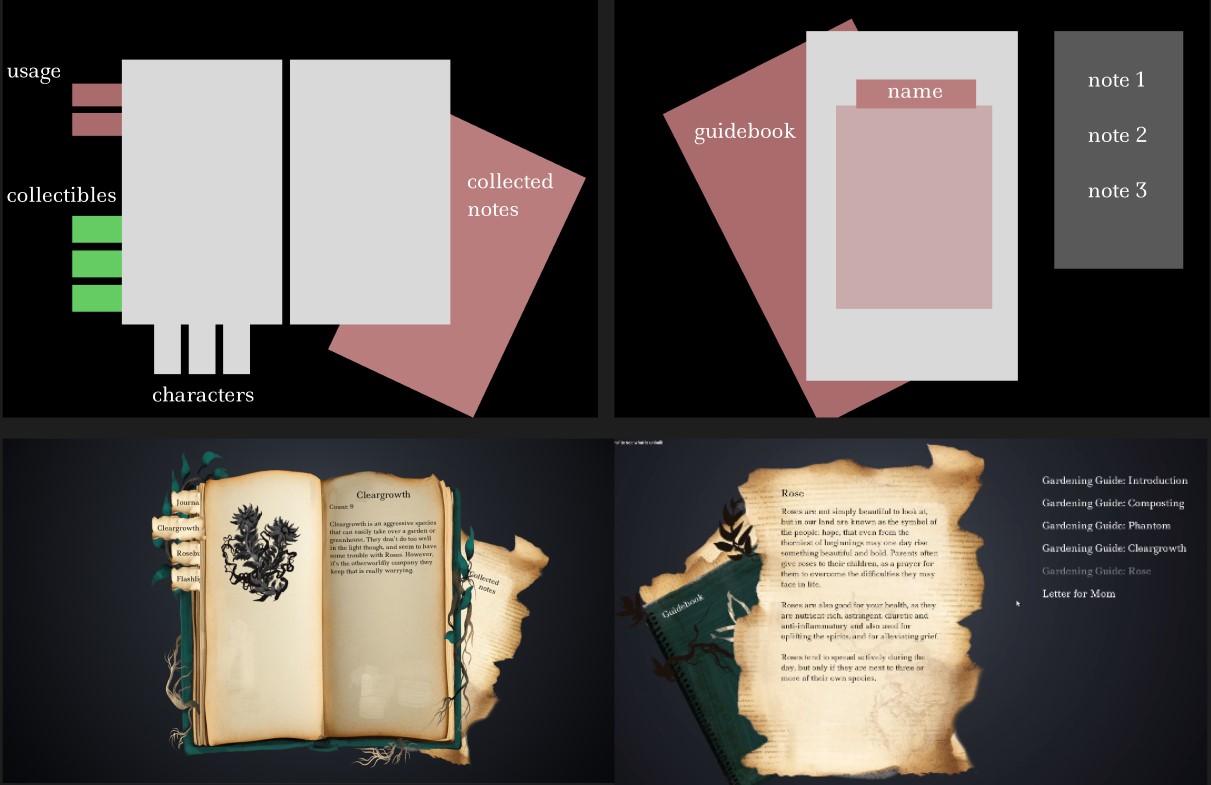 usage
collectibles
characters
collected
notes
guidebook
name
note 1
note 2
note 3
Journa
Cleargrowth
Rosebu
Flashli
Cleargrowth
Count: 9
Cleargrowth is an aggressive species
that can easily take over a garden or
greenhouse. They don't do too well
in the light though, and seem to have
some trouble with Roses. However,
it's the otherworldly company they
keep that is really worrying.
Collected
notes
Guidebook
Rose
Roses are not simply beautiful to look at,
but in our land are known as the symbol of
the people: hope, that even from the
thorniest of beginnings may one day rise
something beautiful and bold. Parents often
give roses to their children, as a prayer for
them to overcome the difficulties they may
face in life.
Roses are also good for your health, as they
are nutrient-rich, astringent, diuretic and
anti-inflammatory and also used for
uplifting the spirits, and for alleviating grief.
Roses tend to spread actively during the
day, but only if they are next to three or
more of their own species.
Gardening Guide: Introduction
Gardening Guide: Composting
Gardening Guide: Phantom
Gardening Guide: Cleargrowth
Gardening Guide: Rose
Letter for Mom